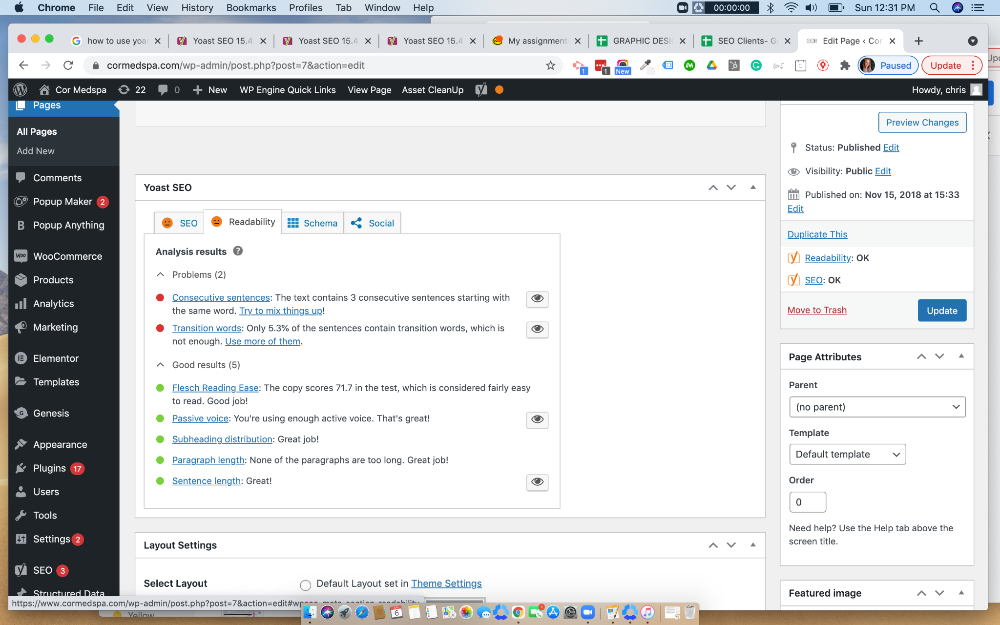 Chrome File Edit View History Bookmarks Profiles Tab Window Help 00:00:00 Sun 12:31 PM
how to use yoa Yoast SEO 15.4 Yoast SEO 15.4 Yoast SEO 15.4 My assignment GRAPHIC DESI SEO Clients- Go Edit Page ‹ Cor
cormedspa.com/wp-admin/post.php?post=7&action=edit 1 1 New Paused Update
Cor Medspa 22 0 New WP Engine Quick Links View Page Asset CleanUp Howdy, chris
Pages
All Pages
Add New
Comments
Popup Maker 2
Popup Anything
WooCommerce
Products
Analytics
Marketing
Elementor
Templates
Genesis
Appearance
Plugins 17
Users
Tools
Settings 2
SEO 3
Structured Data
Yoast SEO
SEO Readability Schema Social
Analysis results
Problems (2)
Consecutive sentences: The text contains 3 consecutive sentences starting with
the same word. Try to mix things up!
Transition words: Only 5.3% of the sentences contain transition words, which is
not enough. Use more of them.
Good results (5)
Flesch Reading Ease: The copy scores 71.7 in the test, which is considered fairly easy
to read. Good job!
Passive voice: You're using enough active voice. That's great!
Subheading distribution: Great job!
Paragraph length: None of the paragraphs are too long. Great job!
Sentence length: Great!
Layout Settings
Select Layout Default Layout set in Theme Settings
Preview Changes
Status: Published Edit
Visibility: Public Edit
Published on: Nov 15, 2018 at 15:33
Edit
Duplicate This
Readability: OK
SEO: OK
Move to Trash Update
Page Attributes
Parent
(no parent)
Template
Default template
Order
0
Need help? Use the Help tab above the
screen title.
Featured image
https://www.cormedspa.com/wp-admin/post.php?post=7&action=edit#wpseo-meta-section-readability
Yellow